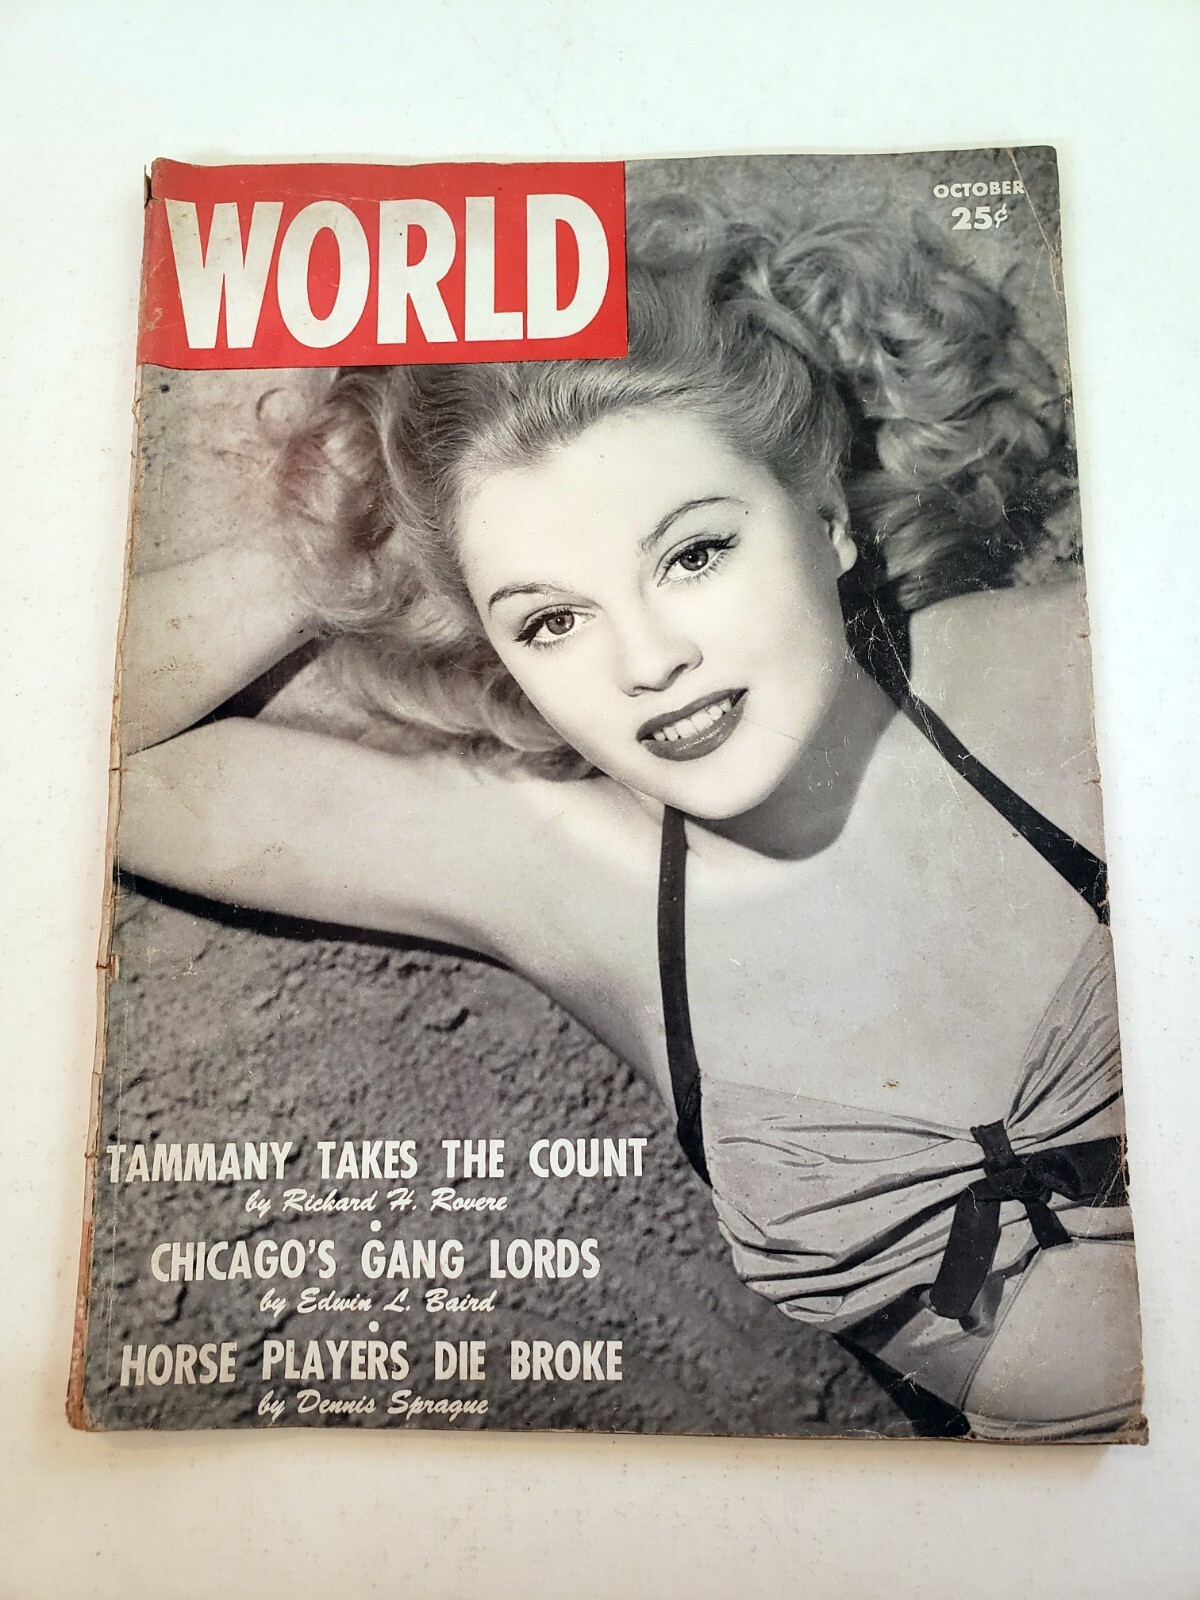 WORLD
OCTOBER
25¢
TAMMANY TAKES THE COUNT
by Richard H. Rovere
•
CHICAGO'S GANG LORDS
by Edwin L. Baird
•
HORSE PLAYERS DIE BROKE
by Dennis Sprague